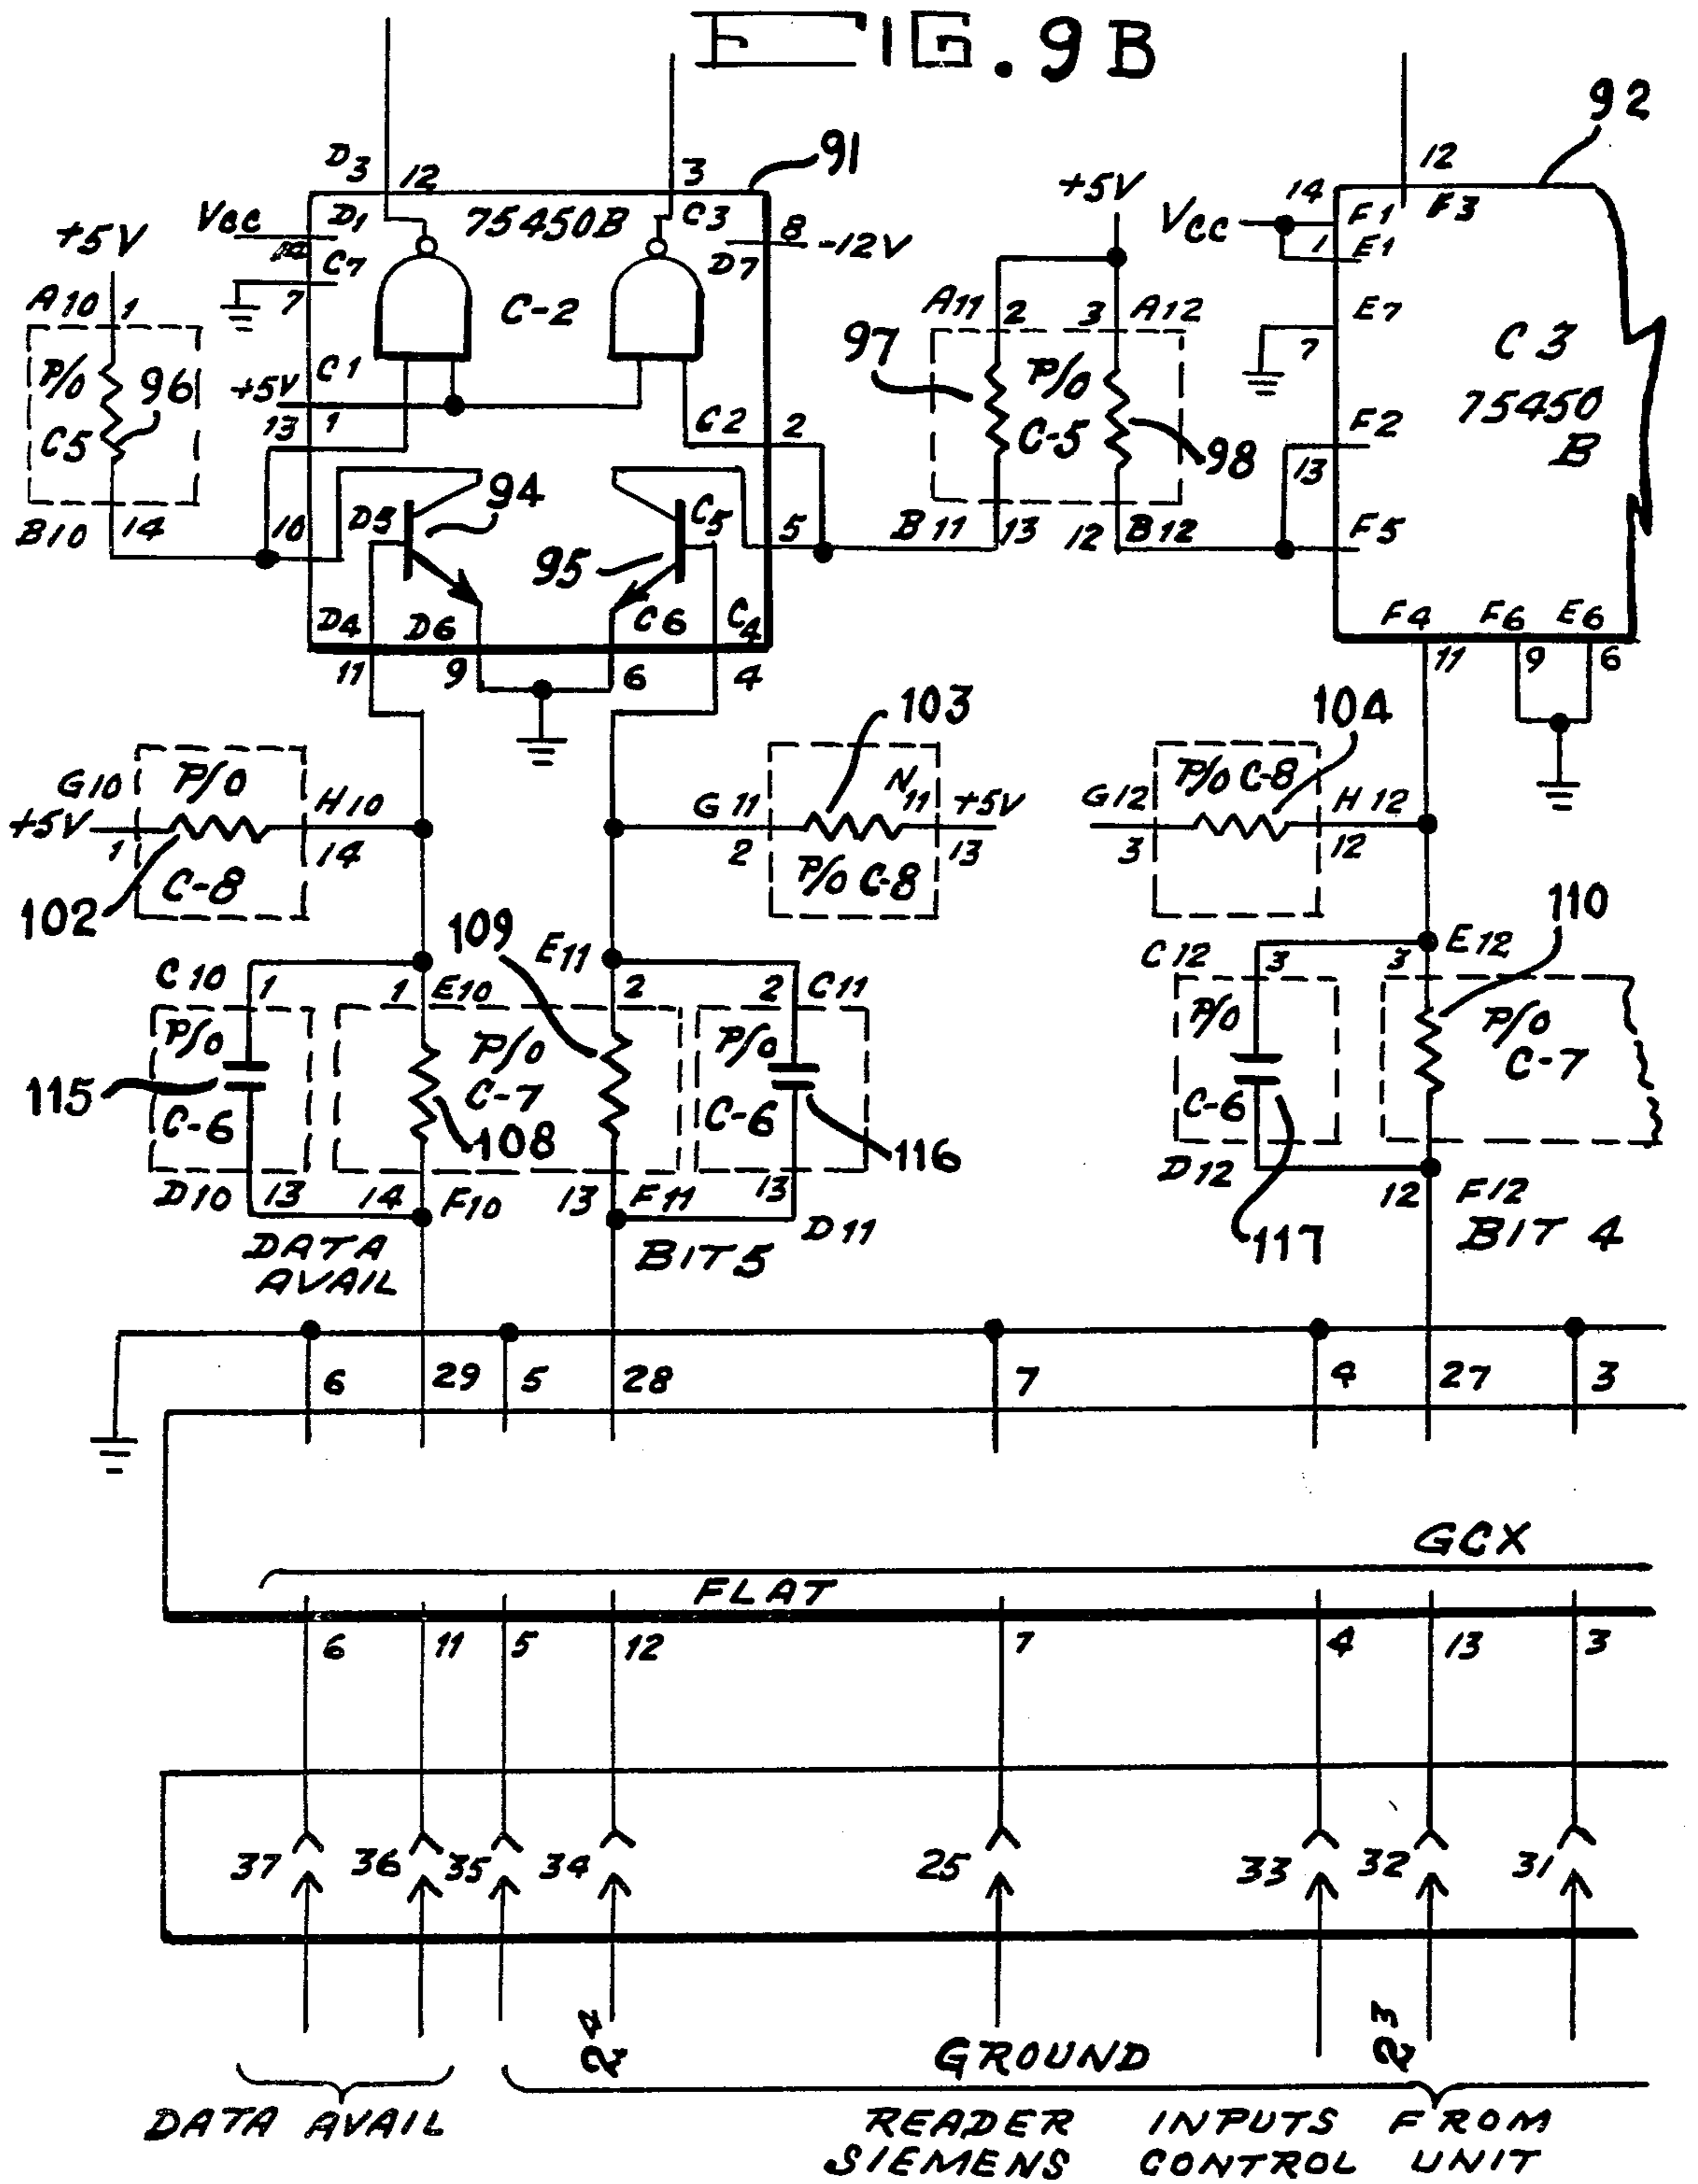 FIG. 9B
92
D3 12
3
91
12
+5V
14
F3
VCC
D1
75450B
C3
8 -12V
D7
VCC
F1
1 E1
+5V
C7
7
A10 1
C-2
A11 2
3 A12
E7
7
C3
75450
B
97
P/O
C5
96
C1
+5V
13 1
C2 2
P/O
C-5
98
F2
13
10
D5
94
C5
5
B10 14
95
B11 13
12 B12
F5
D4 D6
C6 C4
F4 F6 E6
11 9 6 4
11 9 6
103
104
G10
P/O
H10
+5V
1
14
C-8
102
G11
2
N11
+5V
13
P/O C-8
G12
3
P/O C-8
H12
12
109
110
C10 1
1 E10
E11
2
2 C11
C12 3
3 E12
P/O
C-6
115
P/O
C-7
108
P/O
C-6
116
P/O
C-6
117
P/O
C-7
D10 13
14 F10
13 F11
13 D11
D12
12 F12
DATA
AVAIL
BIT 5
BIT 4
6 29 5 28 7 4 27 3
GCX
FLAT
6 11 5 12 7 4 13 3
37 36 35 34 25 33 32 31
24
23
GROUND
DATA AVAIL
READER INPUTS FROM
SIEMENS CONTROL UNIT